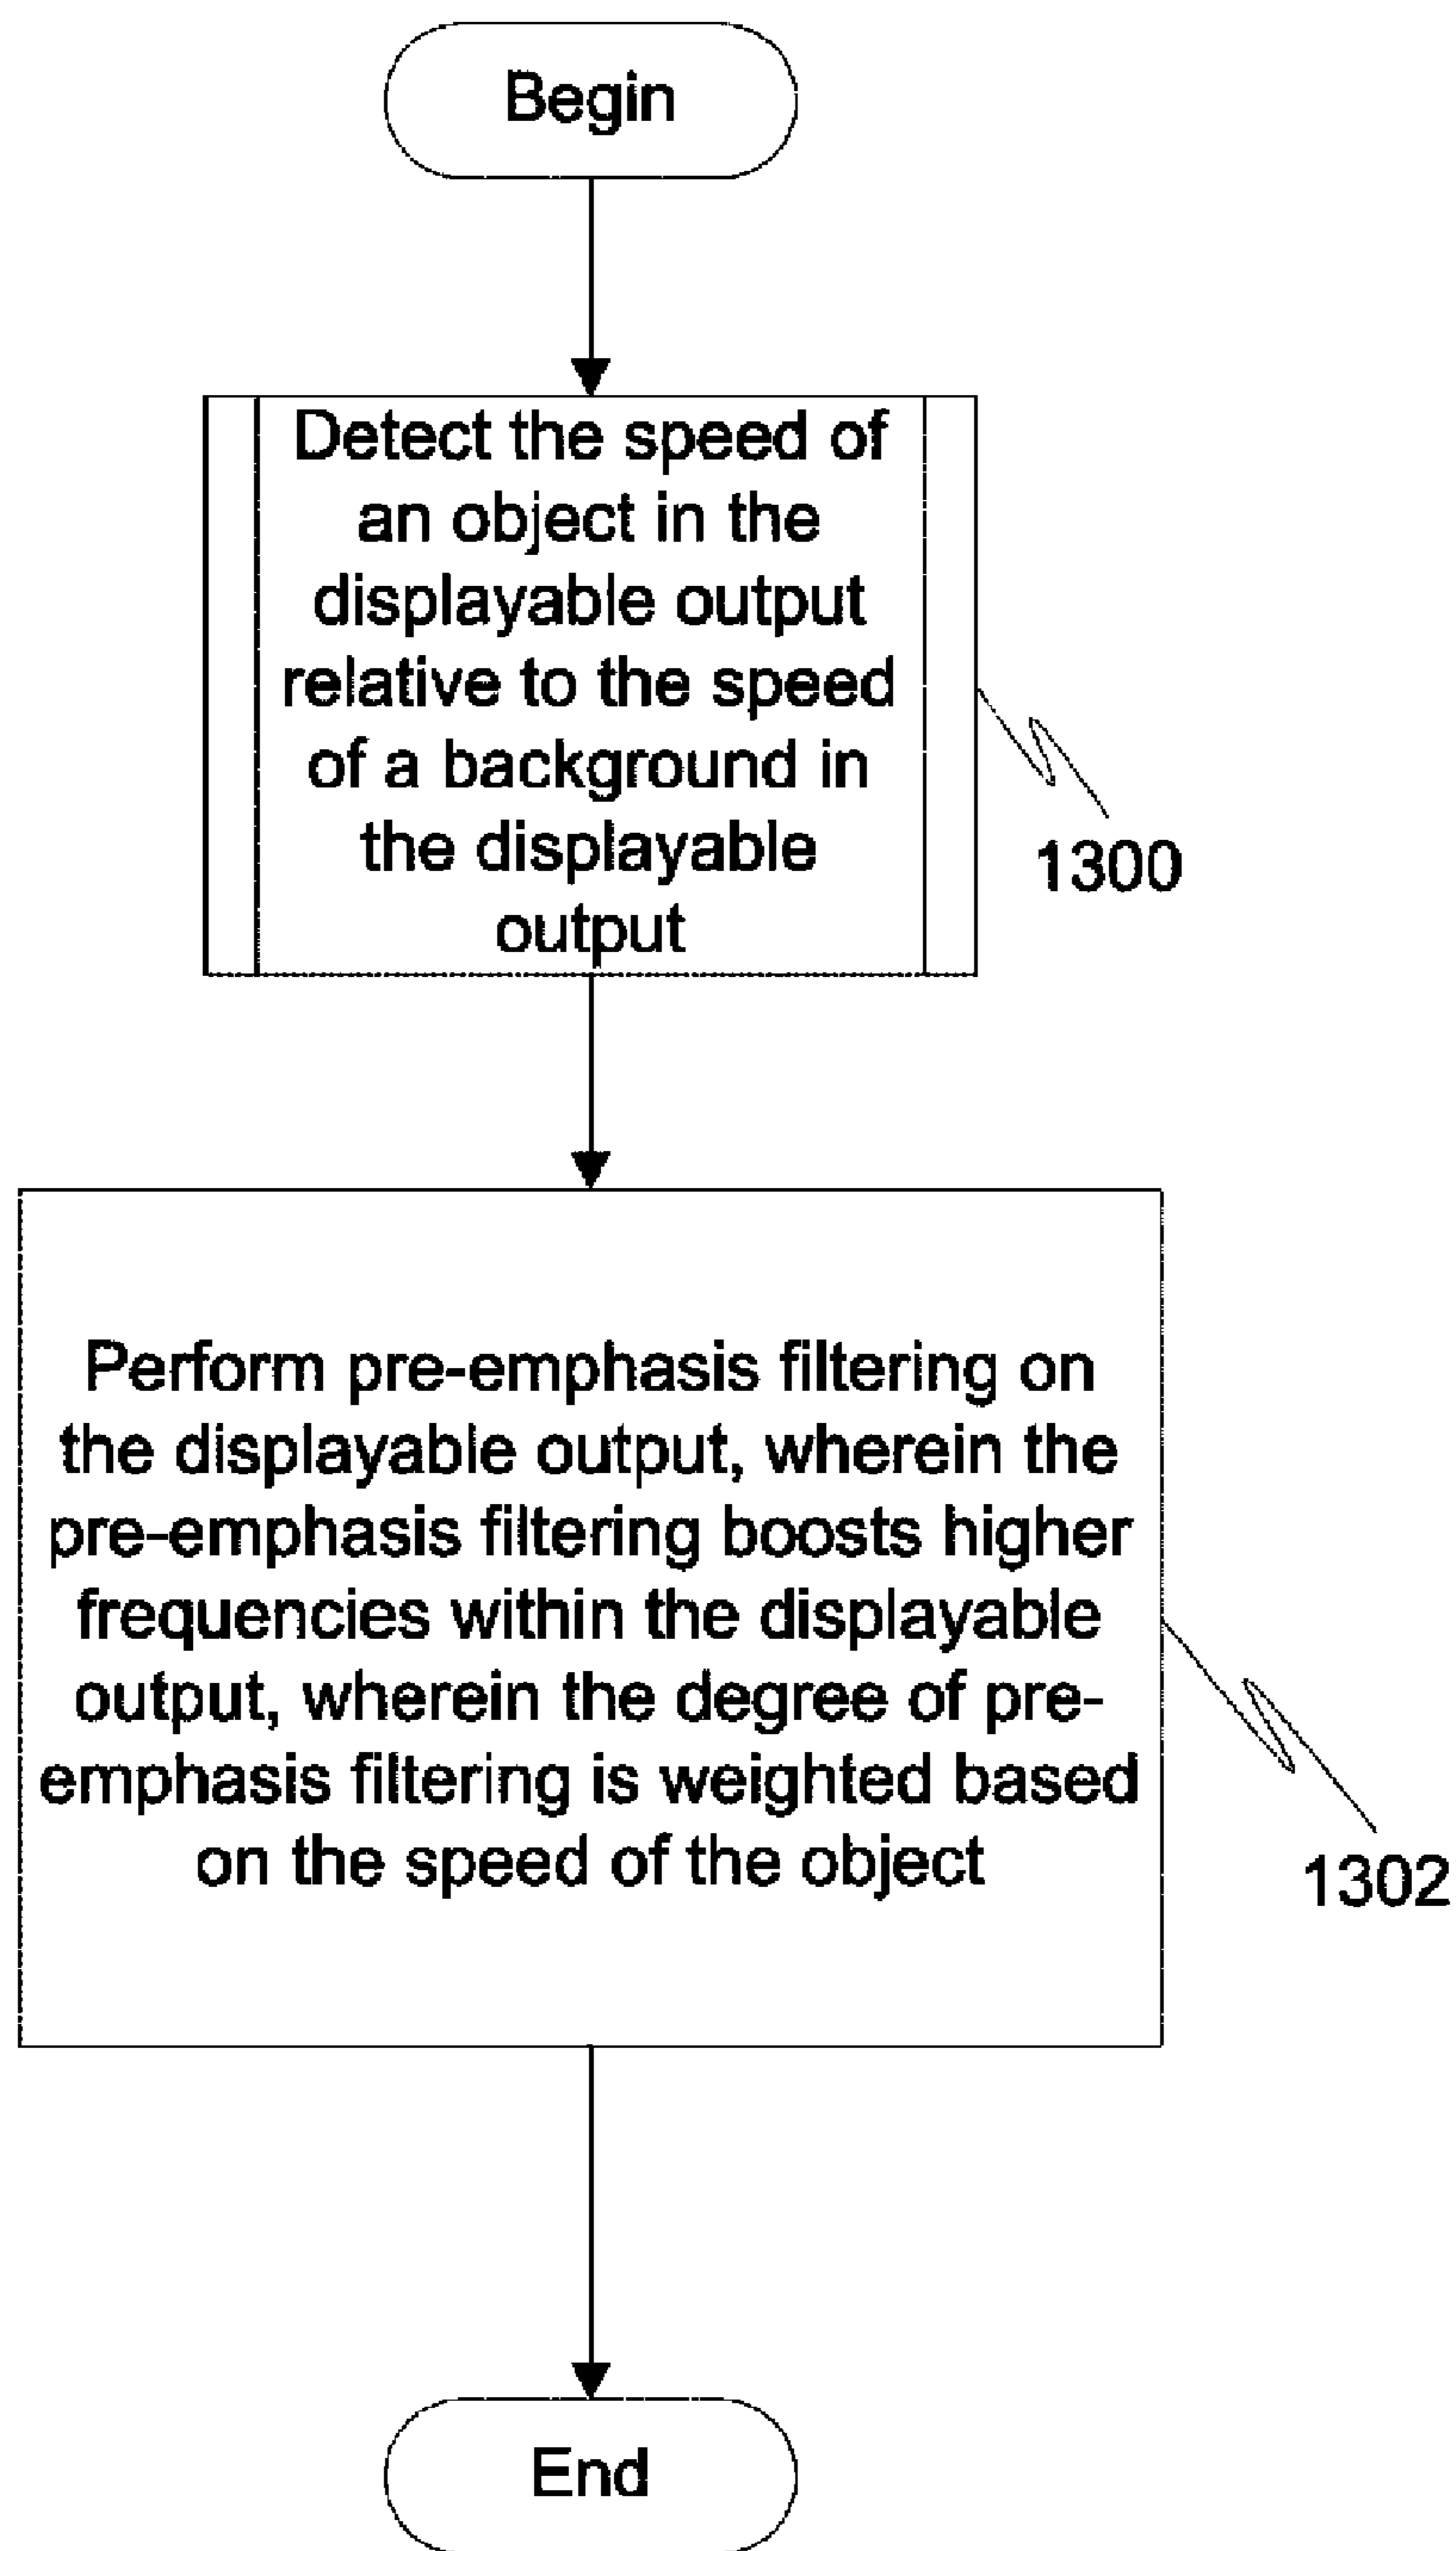 Begin
Detect the speed of
an object in the
displayable output
relative to the speed
of a background in
the displayable
output
1300
Perform pre-emphasis filtering on
the displayable output, wherein the
pre-emphasis filtering boosts higher
frequencies within the displayable
output, wherein the degree of pre-
emphasis filtering is weighted based
on the speed of the object
1302
End